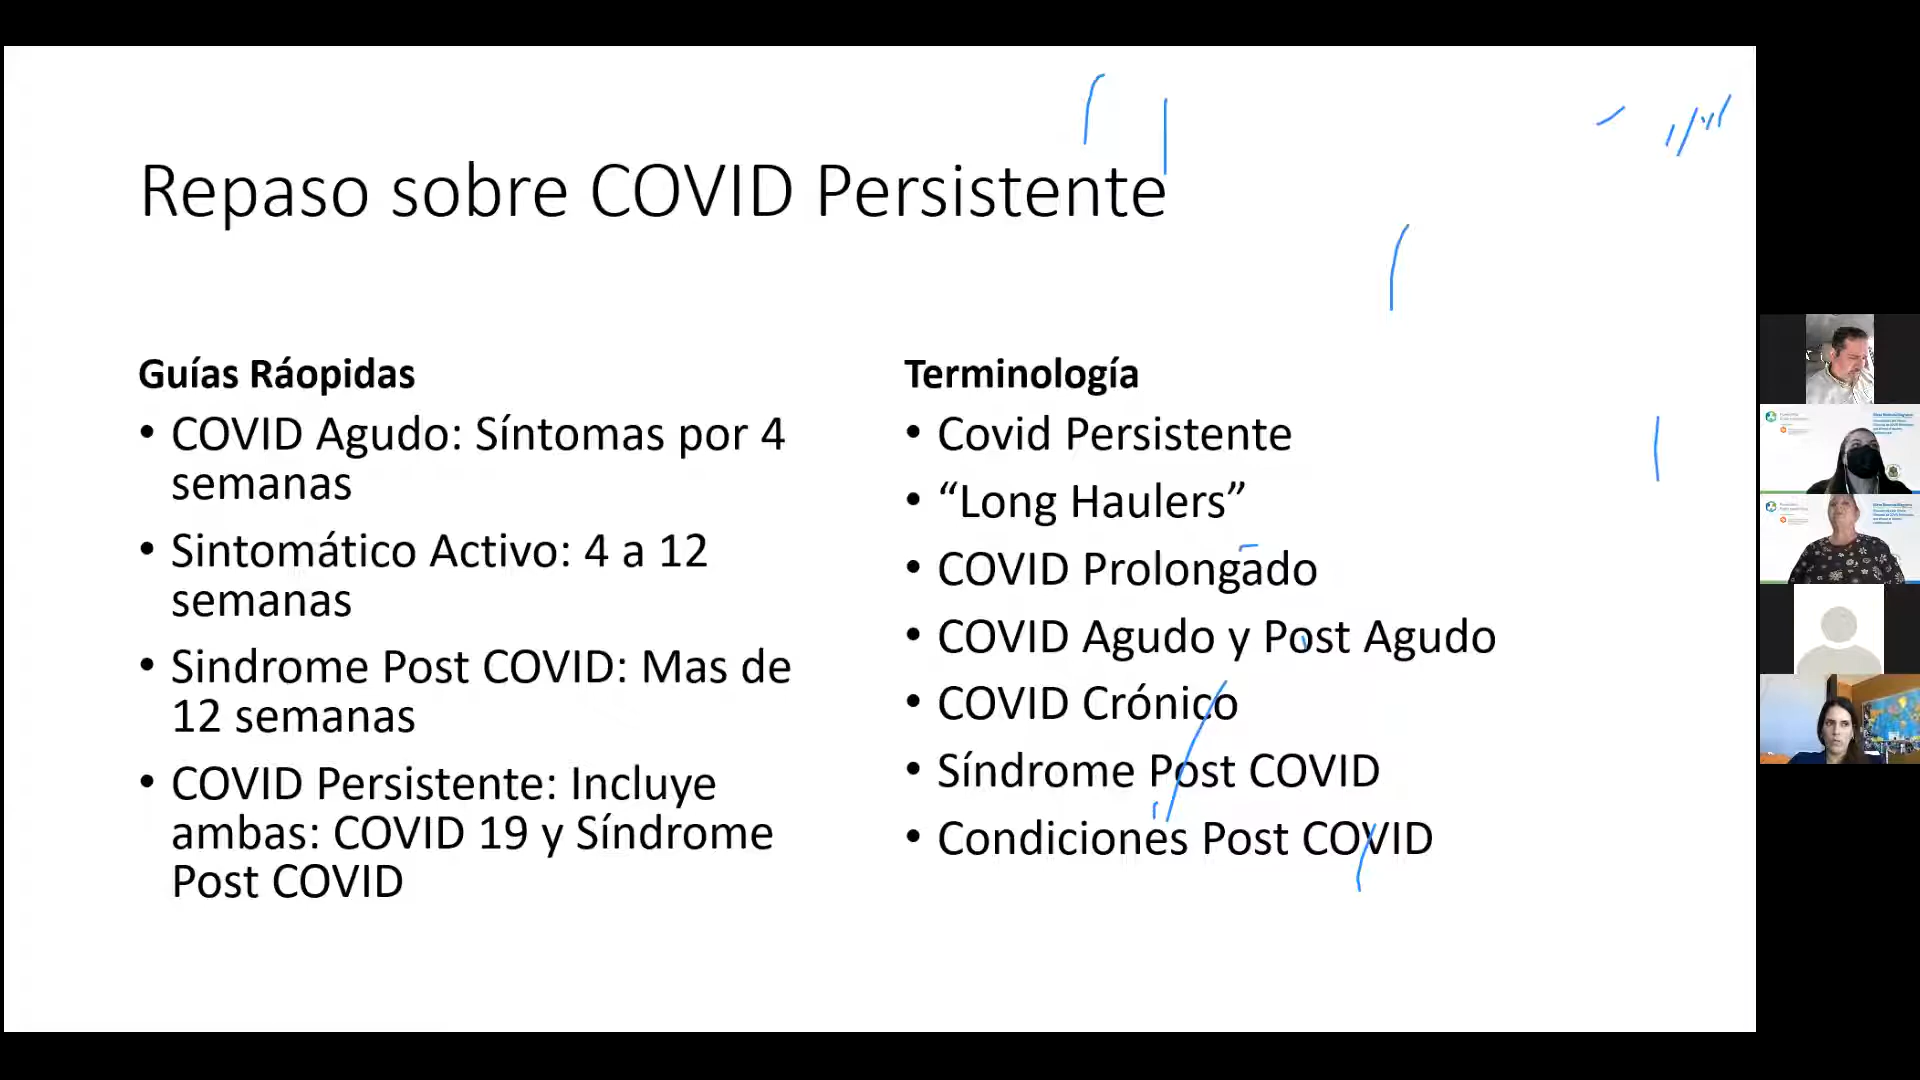 Repaso sobre COVID Persistente
Guías Ráopidas
• COVID Agudo: Síntomas por 4
semanas
• Sintomático Activo: 4 a 12
semanas
• Sindrome Post COVID: Mas de
12 semanas
• COVID Persistente: Incluye
ambas: COVID 19 y Síndrome
Post COVID
Terminología
• Covid Persistente
• “Long Haulers”
• COVID Prolongado
• COVID Agudo y Post Agudo
• COVID Crónico
• Síndrome Post COVID
• Condiciones Post COVID